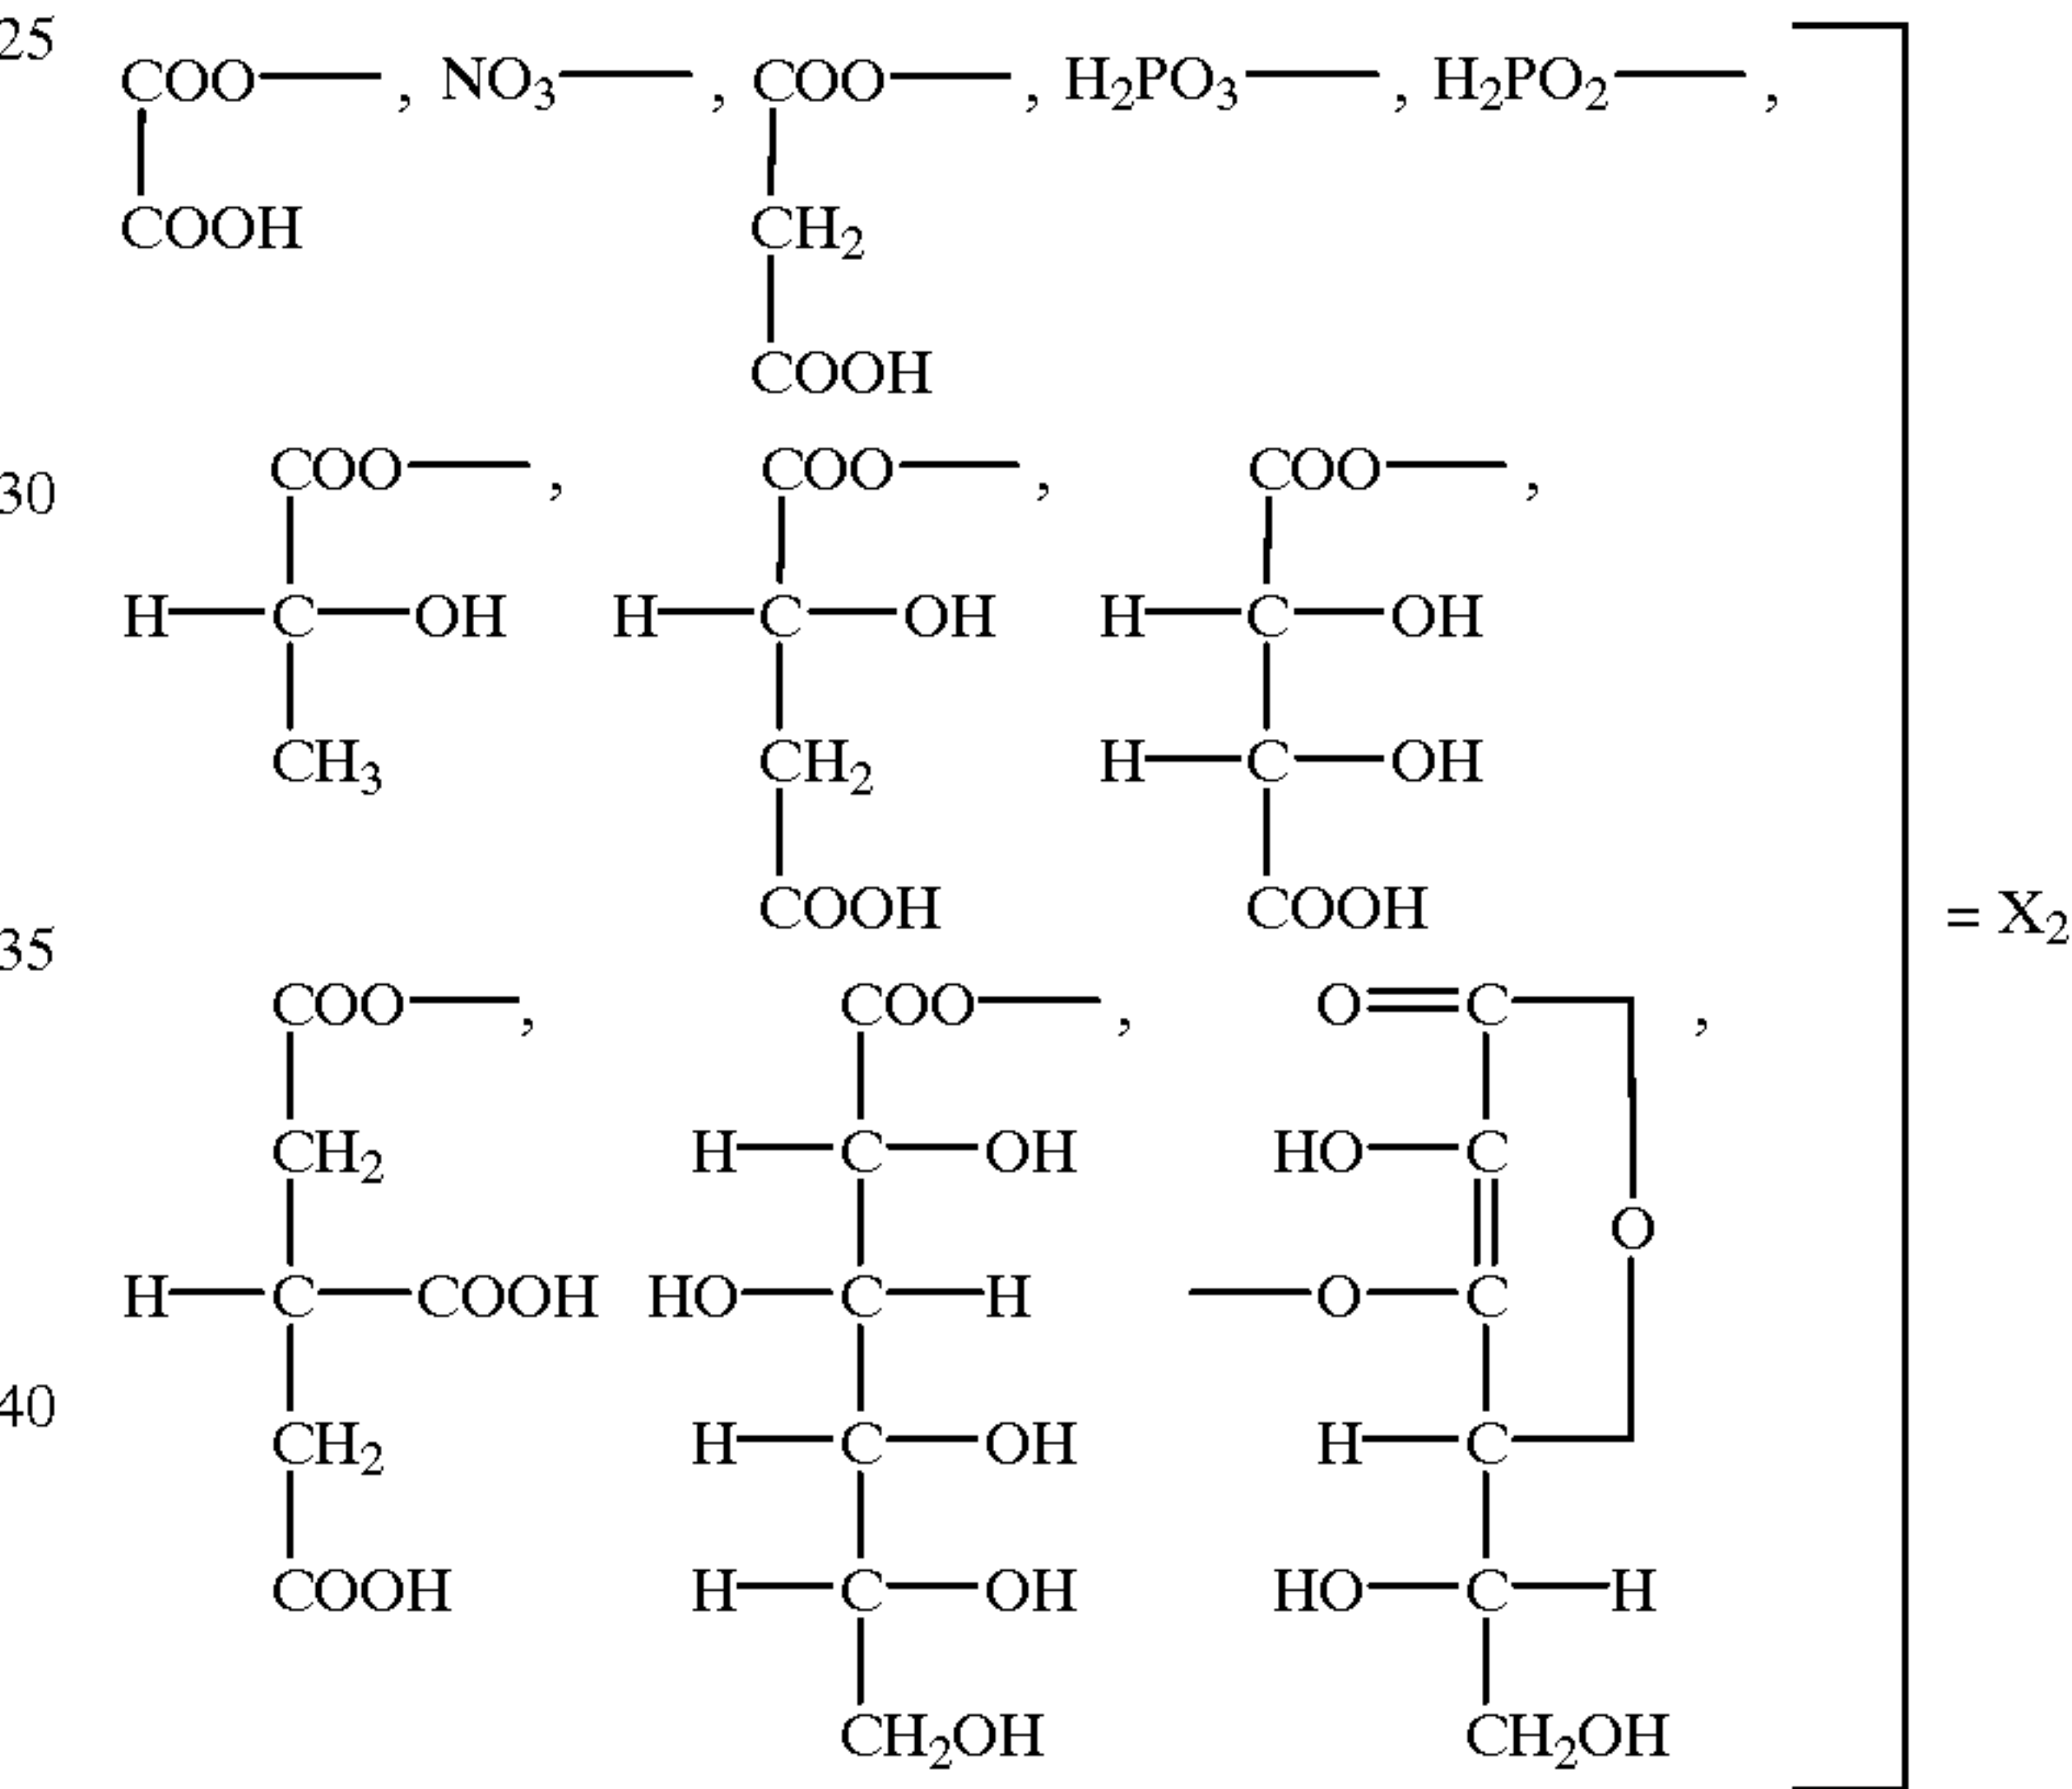 25
COO—, NO₃—, COO—, H₂PO₃—, H₂PO₂—,
COOH CH₂
COOH
30 COO—, COO—, COO—,
H—C—OH H—C—OH H—C—OH
CH₃ CH₂ H—C—OH
COOH COOH
35 = X₂
COO—, COO—, O=C ,
CH₂ H—C—OH HO—C
O
H—C—COOH HO—C—H —O—C
40
CH₂ H—C—OH H—C
COOH H—C—OH HO—C—H
CH₂OH CH₂OH